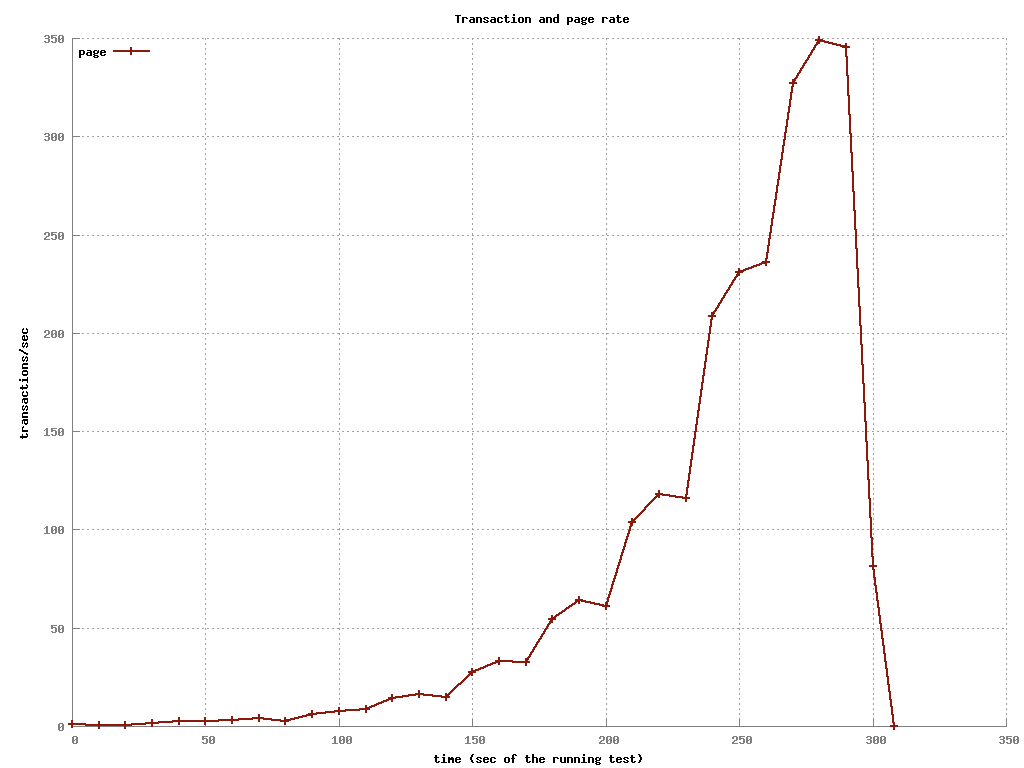 Transaction and page rate
page
350
300
250
200
150
100
50
0
transactions/sec
0 50 100 150 200 250 300 350
time (sec of the running test)